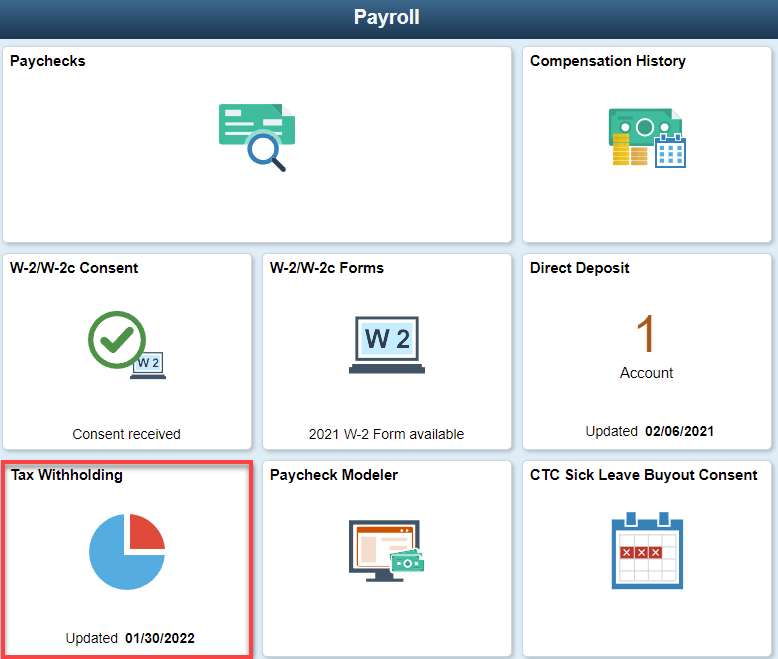 Payroll
Paychecks
Compensation History
W-2/W-2c Consent
W 2
Consent received
W-2/W-2c Forms
W 2
2021 W-2 Form available
Direct Deposit
1
Account
Updated 02/06/2021
Tax Withholding
Updated 01/30/2022
Paycheck Modeler
CTC Sick Leave Buyout Consent